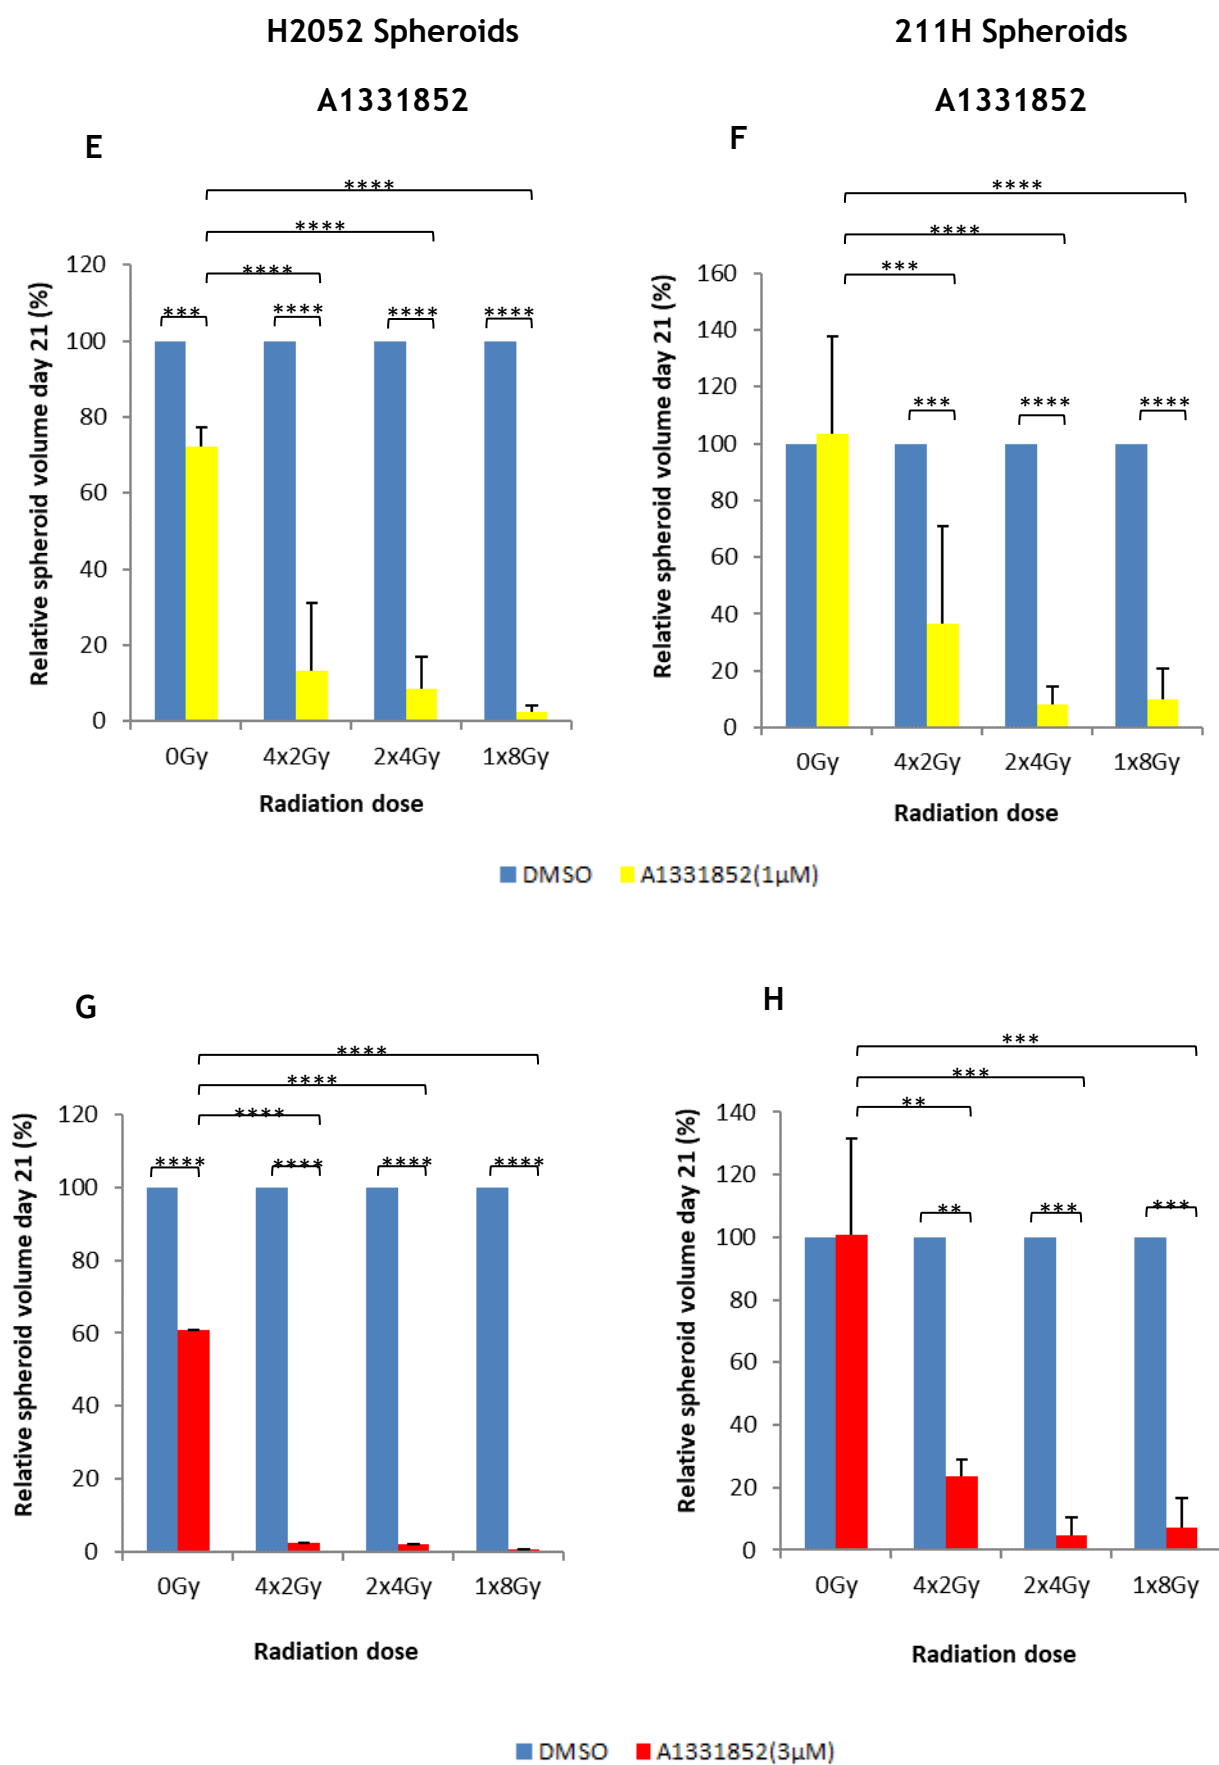 H2052 Spheroids
211H Spheroids
A1331852
A1331852
E
****
****
****
*** **** **** ****
Relative spheroid volume day 21 (%)
120
100
80
60
40
20
0
0Gy 4x2Gy 2x4Gy 1x8Gy
Radiation dose
F
****
****
***
*** **** ****
Relative spheroid volume day 21 (%)
160
140
120
100
80
60
40
20
0
0Gy 4x2Gy 2x4Gy 1x8Gy
Radiation dose
DMSO A1331852(1µM)
G
****
****
****
**** **** **** ****
Relative spheroid volume day 21 (%)
120
100
80
60
40
20
0
0Gy 4x2Gy 2x4Gy 1x8Gy
Radiation dose
H
***
***
**
** *** ***
Relative spheroid volume day 21 (%)
140
120
100
80
60
40
20
0
0Gy 4x2Gy 2x4Gy 1x8Gy
Radiation dose
DMSO A1331852(3µM)